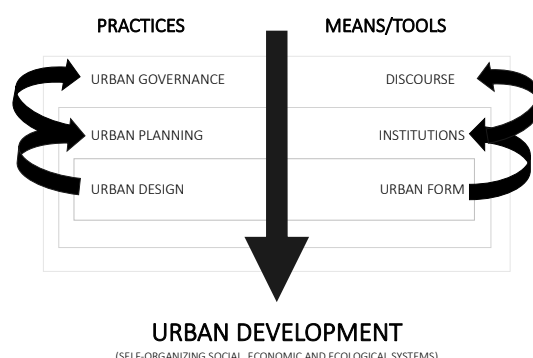 PRACTICES MEANS/TOOLS
URBAN GOVERNANCE DISCOURSE
URBAN PLANNING INSTITUTIONS
URBAN DESIGN URBAN FORM
URBAN DEVELOPMENT
(SELF-ORGANIZING SOCIAL, ECONOMIC AND ECOLOGICAL SYSTEMS)